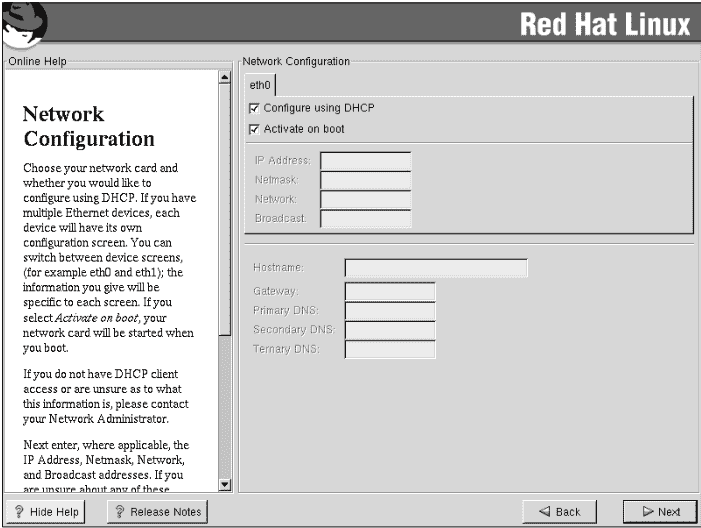 Red Hat Linux
Online Help
Network
Configuration
Choose your network card and
whether you would like to
configure using DHCP. If you have
multiple Ethernet devices, each
device will have its own
configuration screen. You can
switch between device screens,
(for example eth0 and eth1); the
information you give will be
specific to each screen. If you
select Activate on boot, your
network card will be started when
you boot.
If you do not have DHCP client
access or are unsure as to what
this information is, please contact
your Network Administrator.
Next enter, where applicable, the
IP Address, Netmask, Network,
and Broadcast addresses. If you
are unsure about any of these
Network Configuration
eth0
Configure using DHCP
Activate on boot
IP Address:
Netmask:
Network:
Broadcast:
Hostname:
Gateway:
Primary DNS:
Secondary DNS:
Ternary DNS:
Hide Help
Release Notes
Back
Next